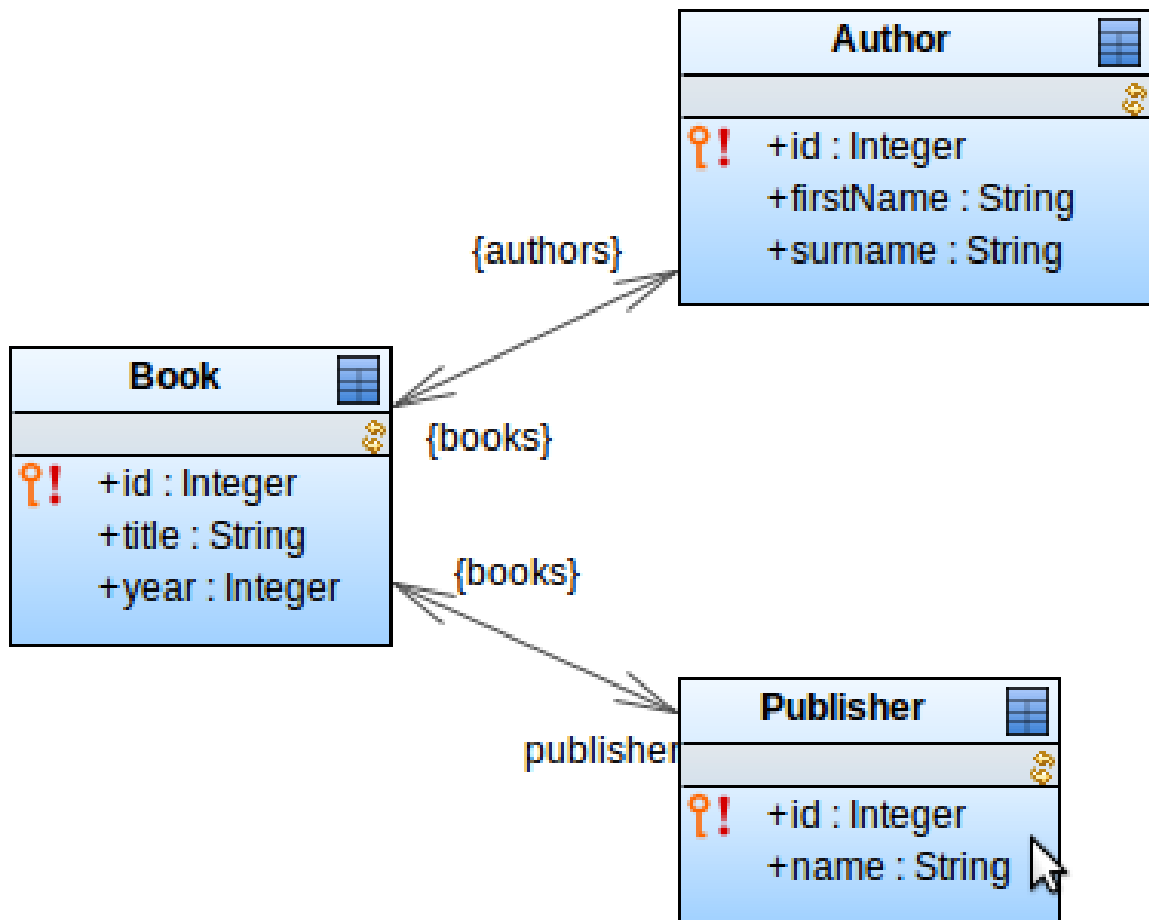 Author
+id : Integer
+firstName : String
+surname : String
{authors}
Book
{books}
+id : Integer
+title : String
+year : Integer
{books}
Publisher
publisher
+id : Integer
+name : String